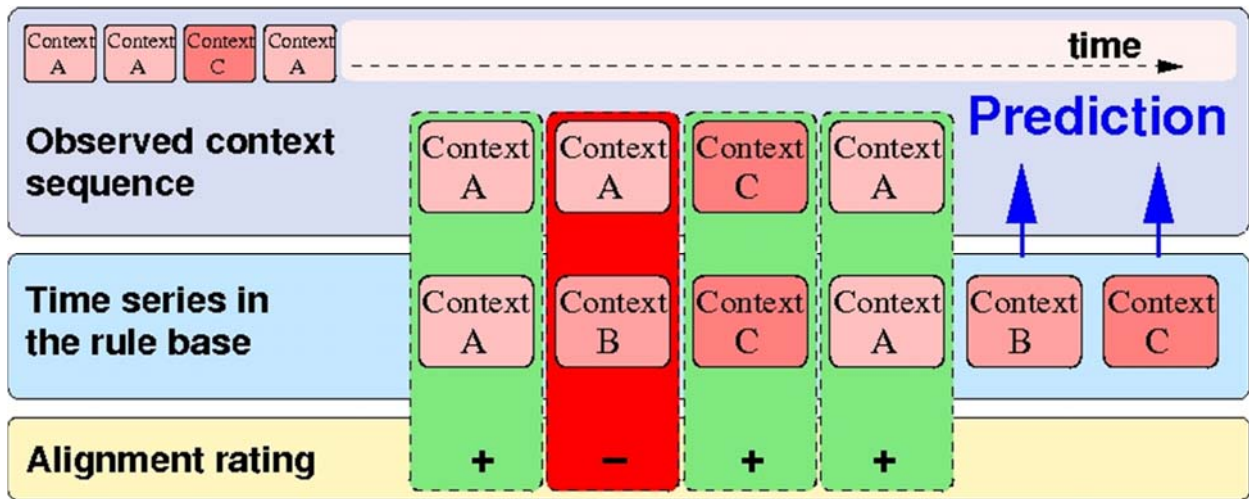 Context Context Context Context
A A C A
time
Prediction
Observed context
sequence
Context Context Context Context
A A C A
Time series in
the rule base
Context Context Context Context Context Context
A B C A B C
Alignment rating + − + +